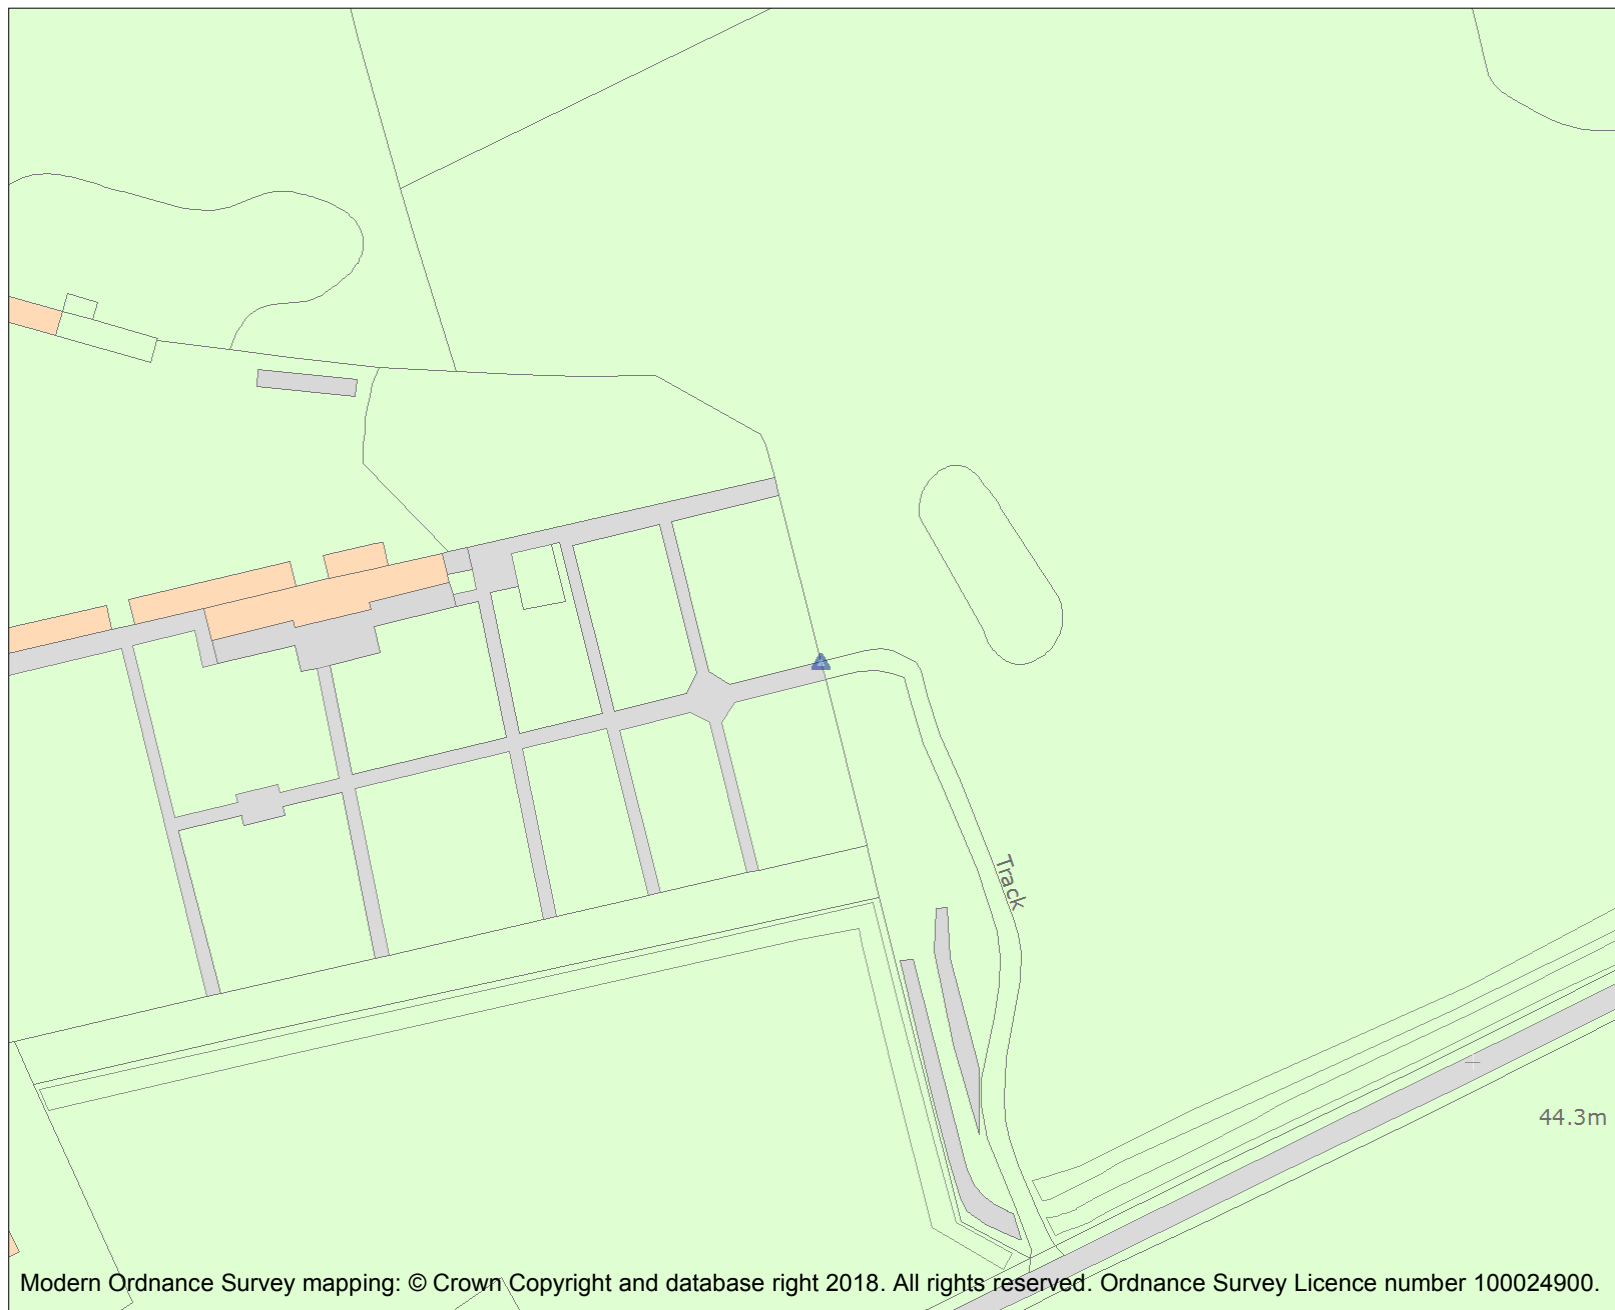 Track
44.3m
Modern Ordnance Survey mapping: © Crown Copyright and database right 2018. All rights reserved. Ordnance Survey Licence number 100024900.